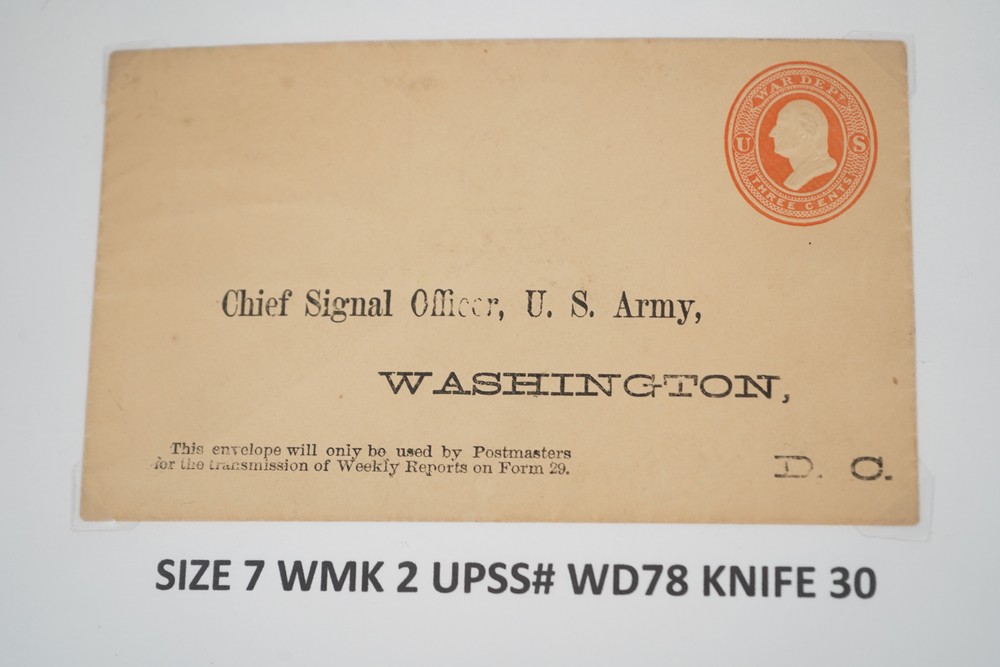 WAR DEPT.
U S
THREE CENTS
Chief Signal Officer, U. S. Army,
WASHINGTON,
This envelope will only be used by Postmasters
for the transmission of Weekly Reports on Form 29.
D. C.
SIZE 7 WMK 2 UPSS# WD78 KNIFE 30